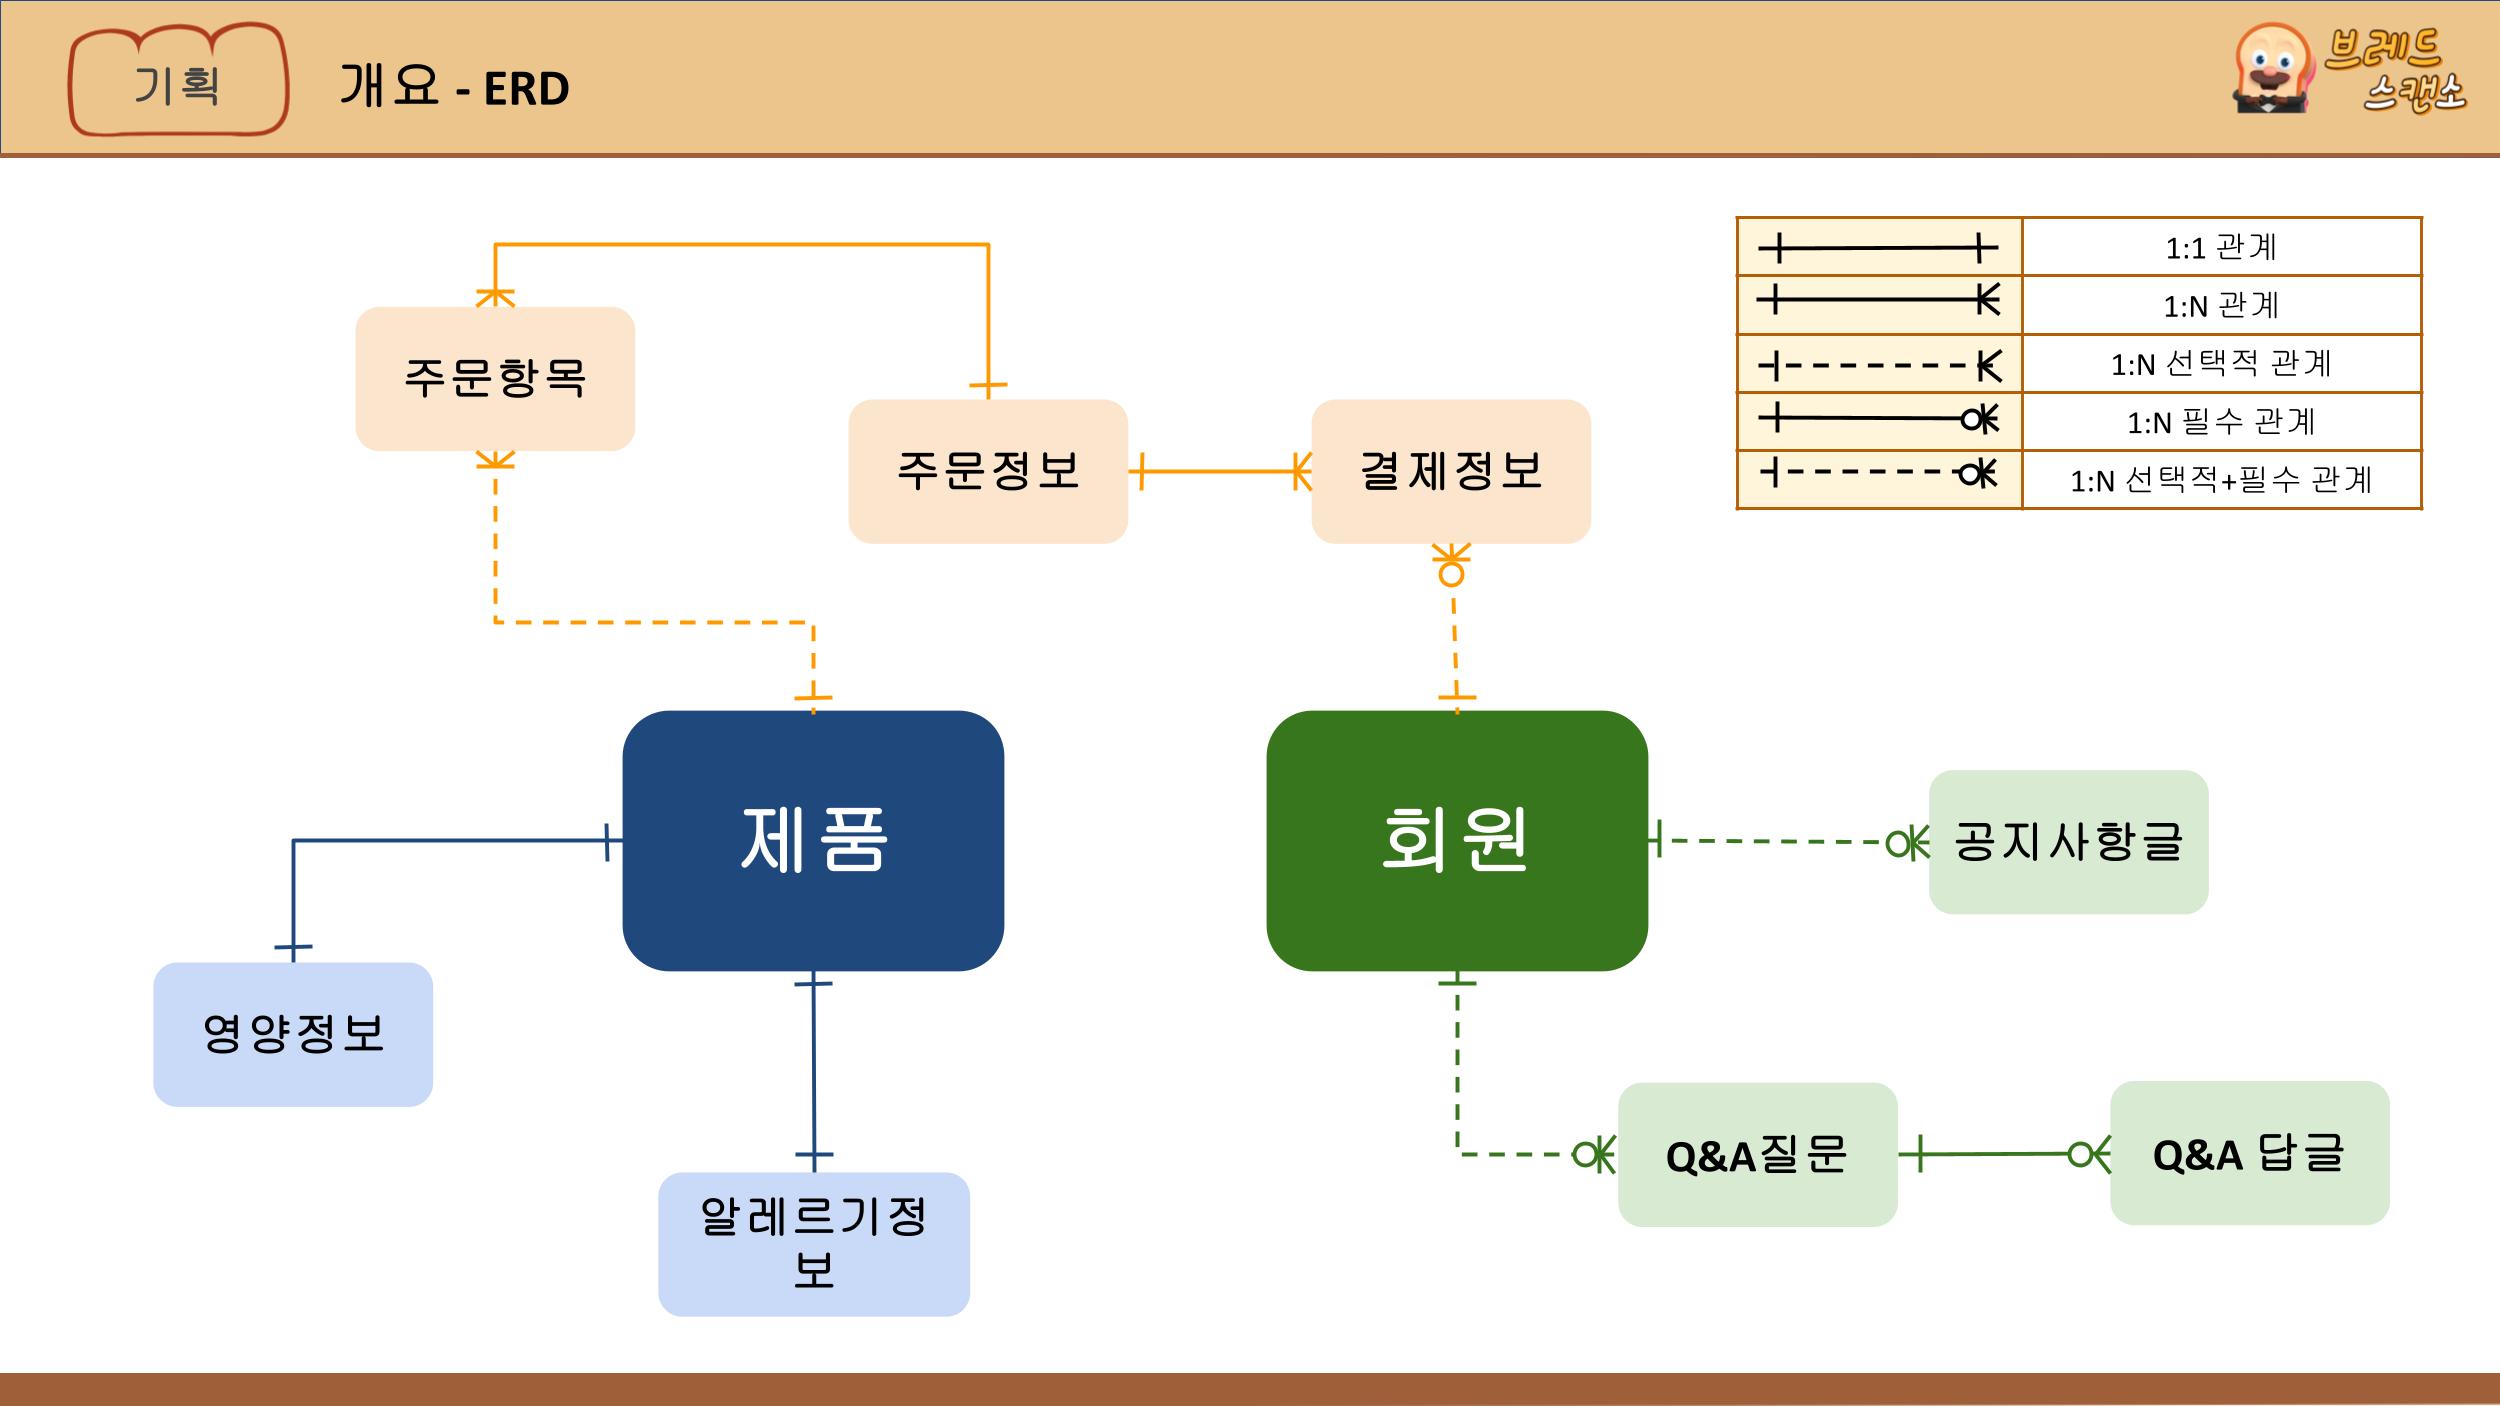 기획
개요 - ERD
브레드
스캡쇼
1:1 관계
1:N 관계
1:N 선택적 관계
1:N 필수 관계
1:N 선택적+필수 관계
주문항목
주문정보
결제정보
제품
회원
공지사항글
영양정보
Q&A질문
Q&A 답글
알레르기정
보